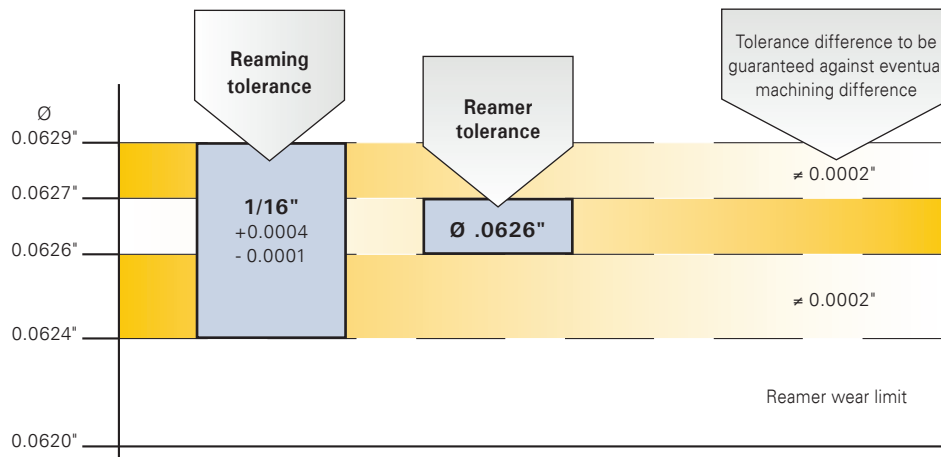 Reaming
tolerance
Reamer
tolerance
Tolerance difference to be
guaranteed against eventua
machining difference
Ø
0.0629"
0.0627"
0.0626"
0.0624"
0.0620"
1/16"
+0.0004
- 0.0001
Ø .0626"
≠ 0.0002"
≠ 0.0002"
Reamer wear limit